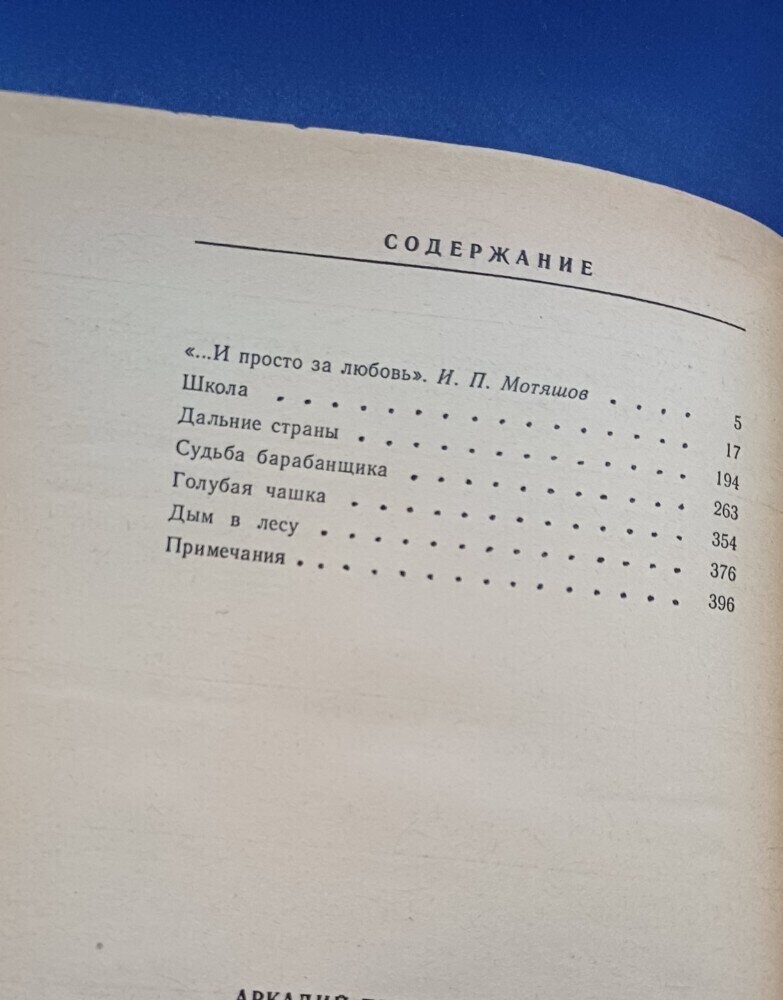 СОДЕРЖАНИЕ
«...И просто за любовь». И. П. Мотяшов . . . . 5
Школа . . . . . . . . . . . . . . . . 17
Дальние страны . . . . . . . . . . . . . 194
Судьба барабанщика . . . . . . . . . . . 263
Голубая чашка . . . . . . . . . . . . . 354
Дым в лесу . . . . . . . . . . . . . . 376
Примечания . . . . . . . . . . . . . . . 396
АРКАДИЙ